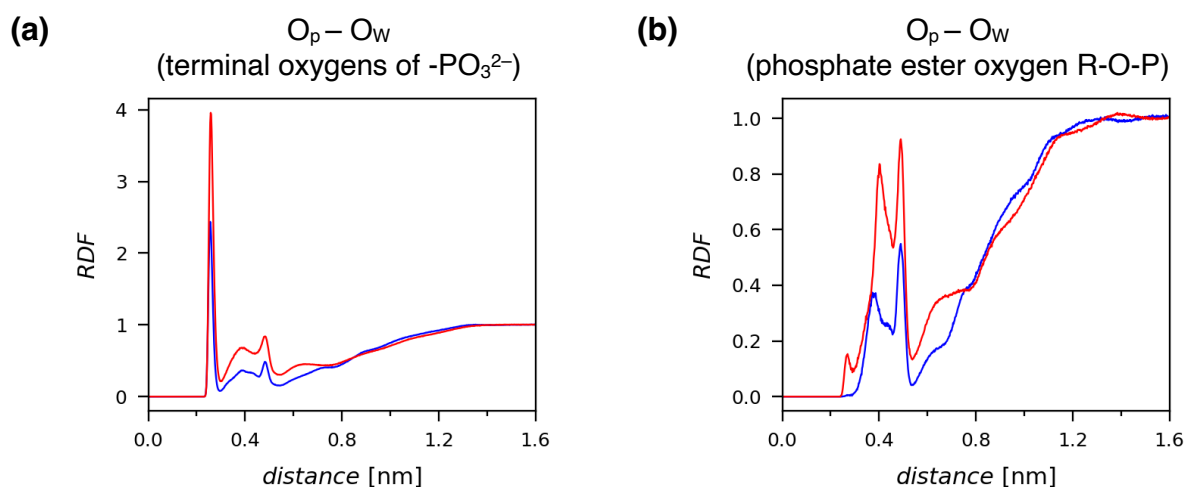 (a)
Oₚ – O_W
(terminal oxygens of -PO₃²⁻)
RDF
4
3
2
1
0
0.0 0.4 0.8 1.2 1.6
distance [nm]
(b)
Oₚ – O_W
(phosphate ester oxygen R-O-P)
RDF
1.0
0.8
0.6
0.4
0.2
0.0
0.0 0.4 0.8 1.2 1.6
distance [nm]